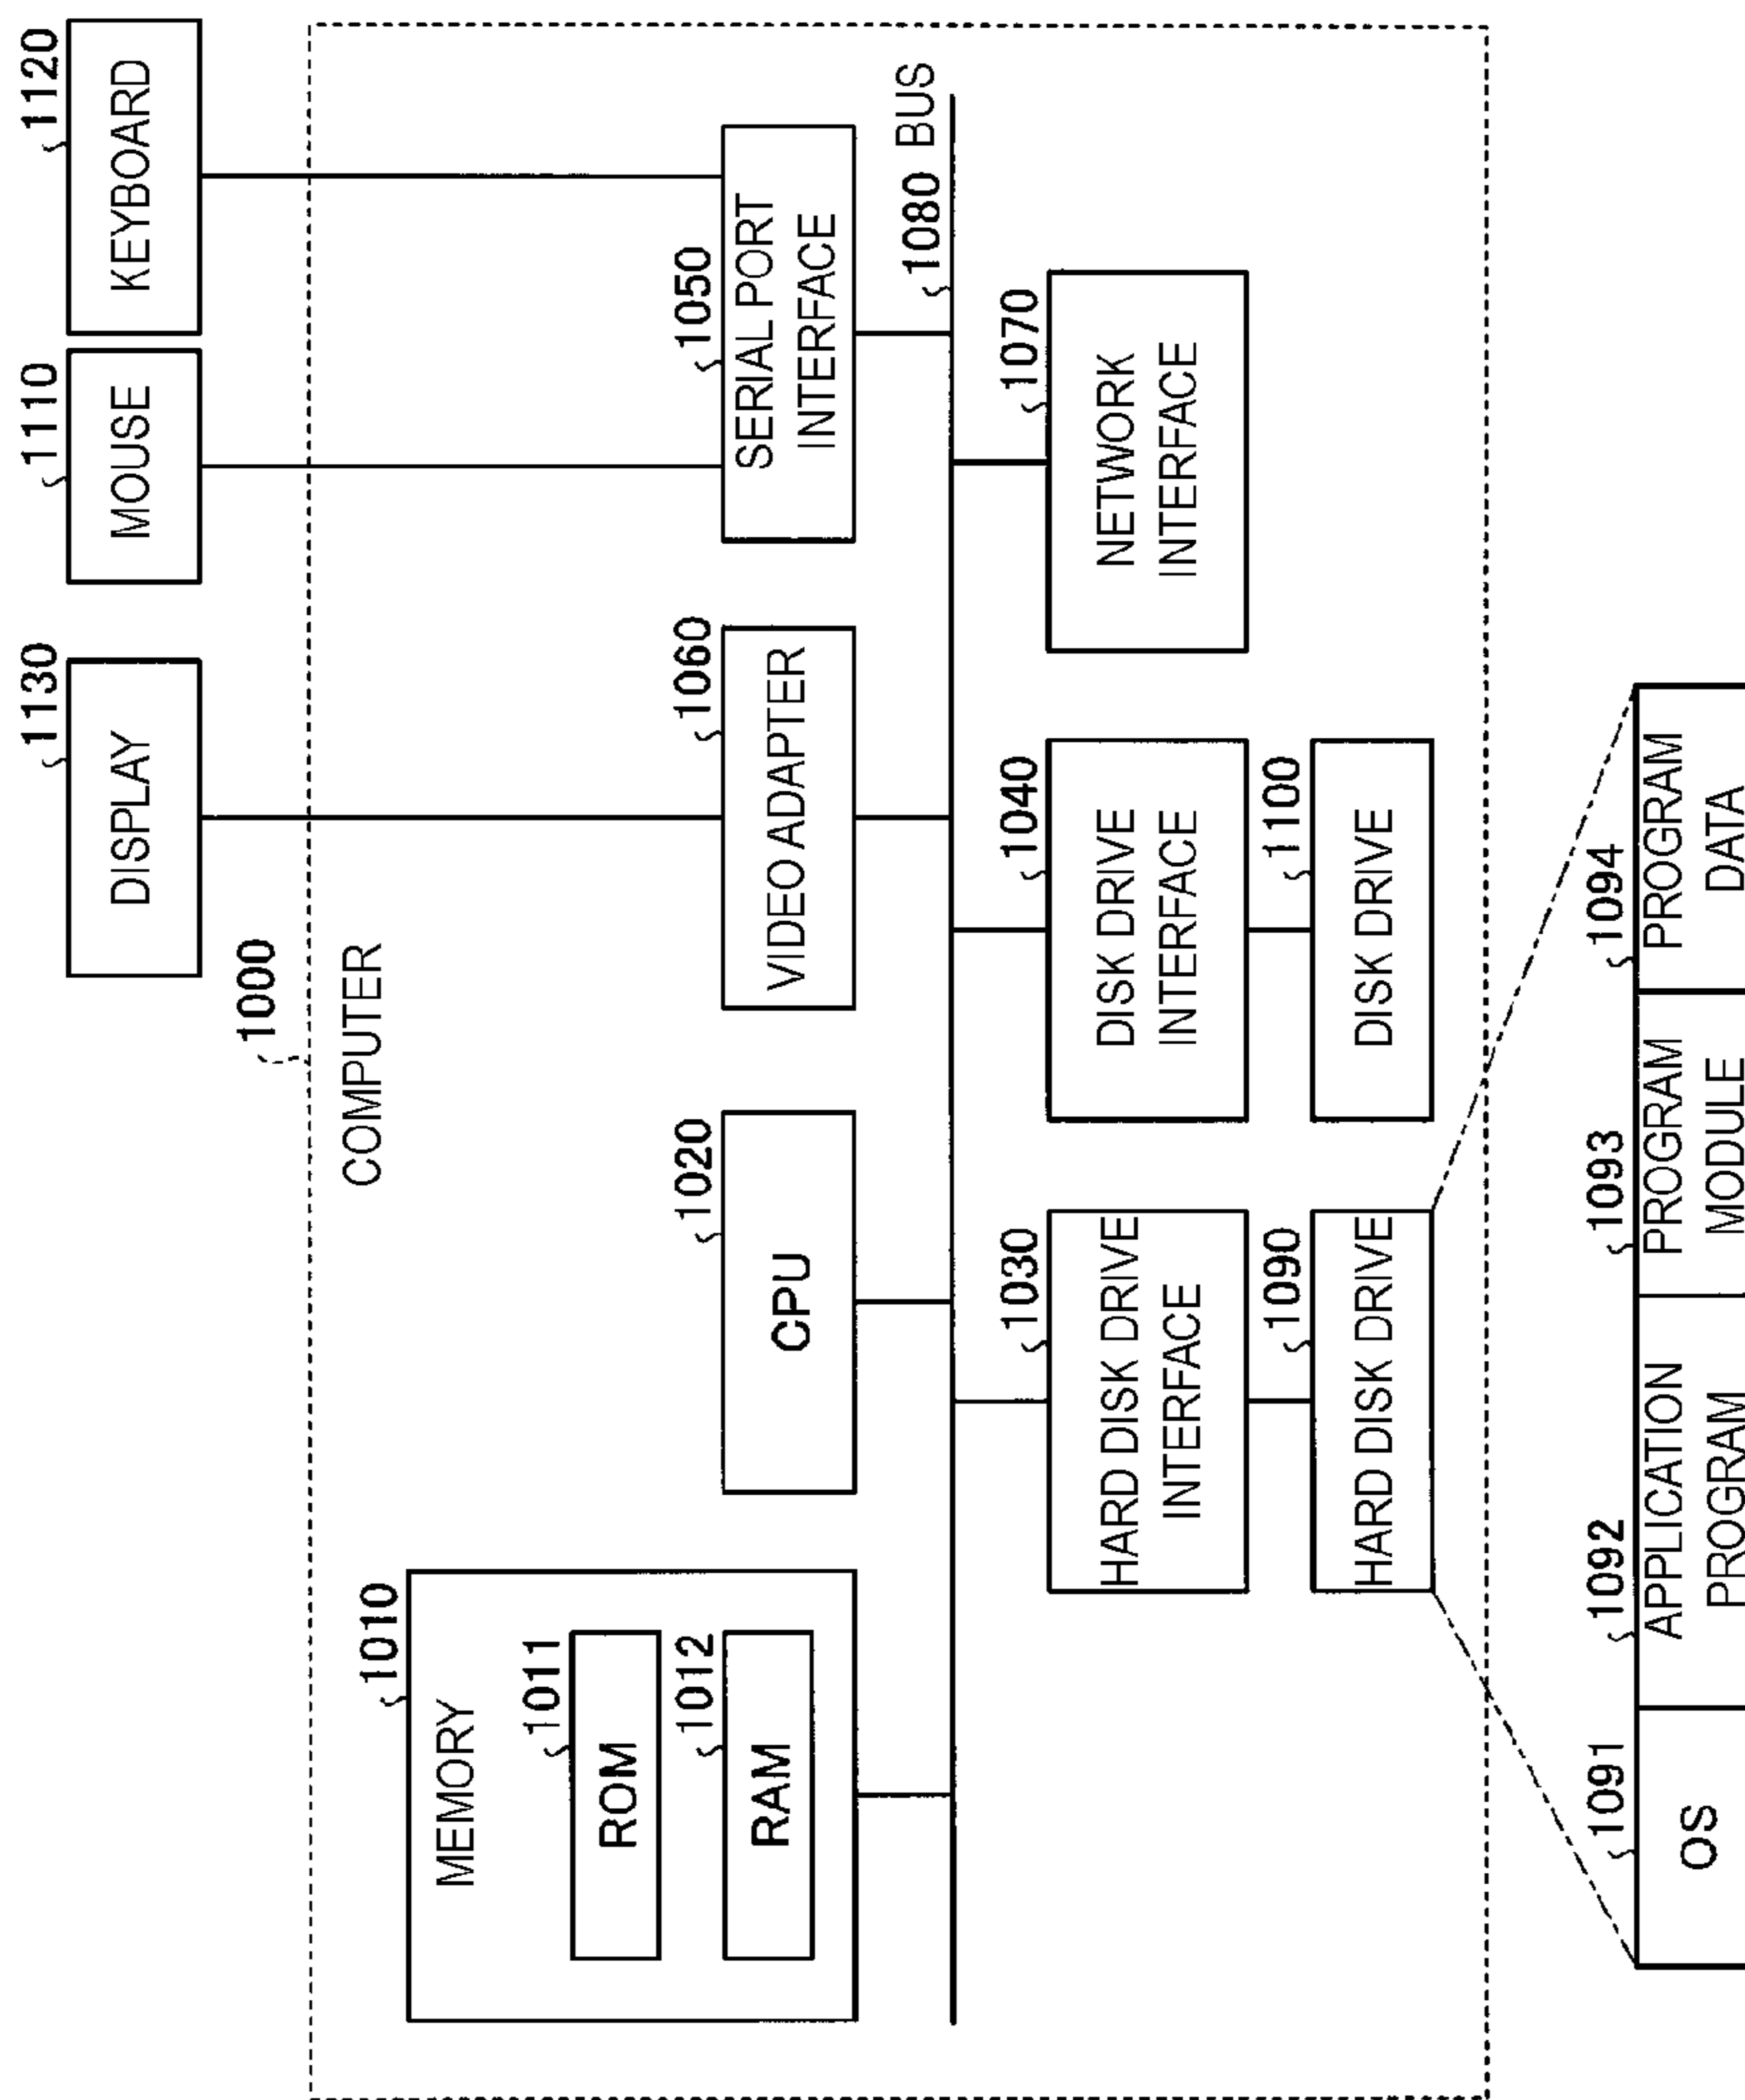 1130
DISPLAY
1110
MOUSE
1120
KEYBOARD
1000
COMPUTER
1010
MEMORY
1011
ROM
1012
RAM
1020
CPU
1060
VIDEO ADAPTER
1050
SERIAL PORT
INTERFACE
1080 BUS
1030
HARD DISK DRIVE
INTERFACE
1040
DISK DRIVE
INTERFACE
1070
NETWORK
INTERFACE
1090
HARD DISK DRIVE
1100
DISK DRIVE
1091
OS
1092
APPLICATION
PROGRAM
1093
PROGRAM
MODULE
1094
PROGRAM
DATA